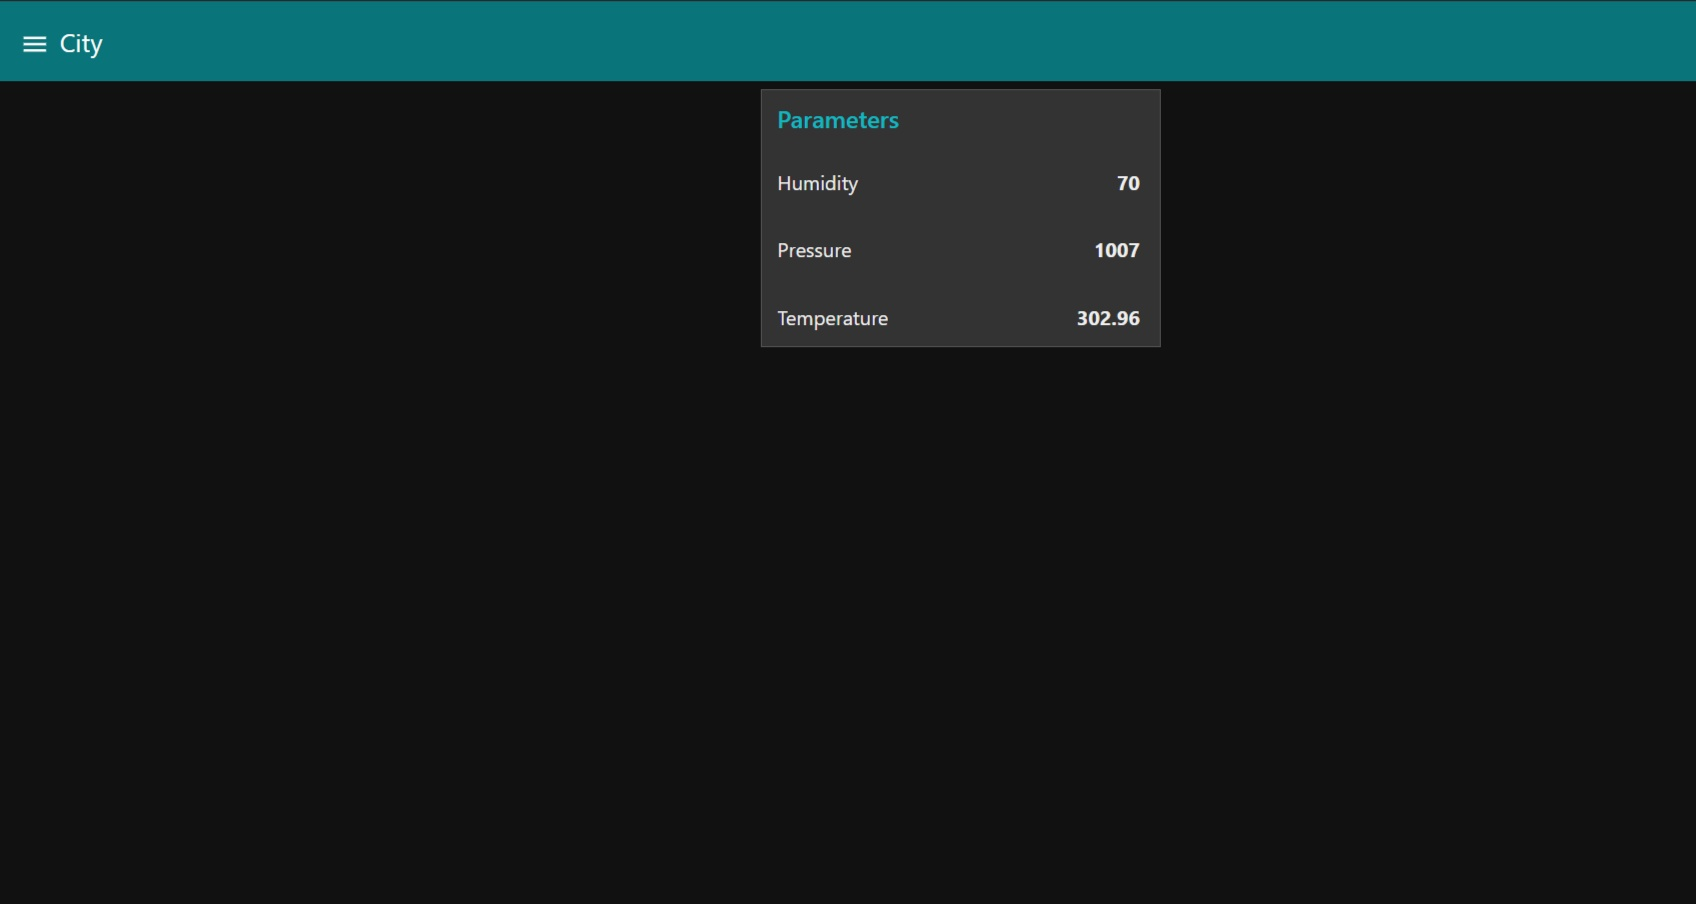 City
Parameters
Humidity 70
Pressure 1007
Temperature 302.96